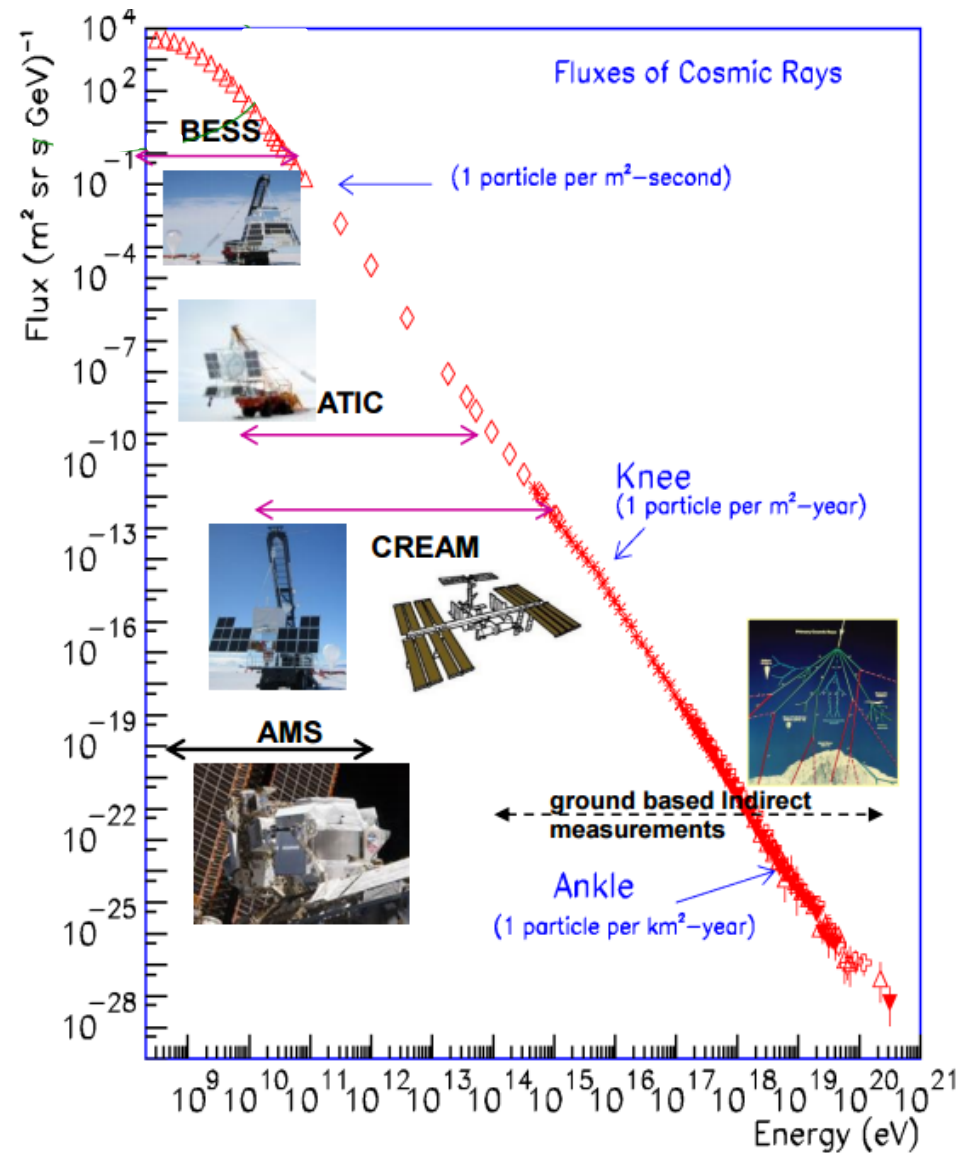 Flux (m² sr s GeV)⁻¹
10⁴
10²
10⁻¹
10⁻⁴
10⁻⁷
10⁻¹⁰
10⁻¹³
10⁻¹⁶
10⁻¹⁹
10⁻²²
10⁻²⁵
10⁻²⁸
Fluxes of Cosmic Rays
BESS
(1 particle per m²−second)
ATIC
Knee
(1 particle per m²−year)
CREAM
AMS
ground based Indirect
measurements
Ankle
(1 particle per km²−year)
10⁹ 10¹⁰ 10¹¹ 10¹² 10¹³ 10¹⁴ 10¹⁵ 10¹⁶ 10¹⁷ 10¹⁸ 10¹⁹ 10²⁰ 10²¹
Energy (eV)